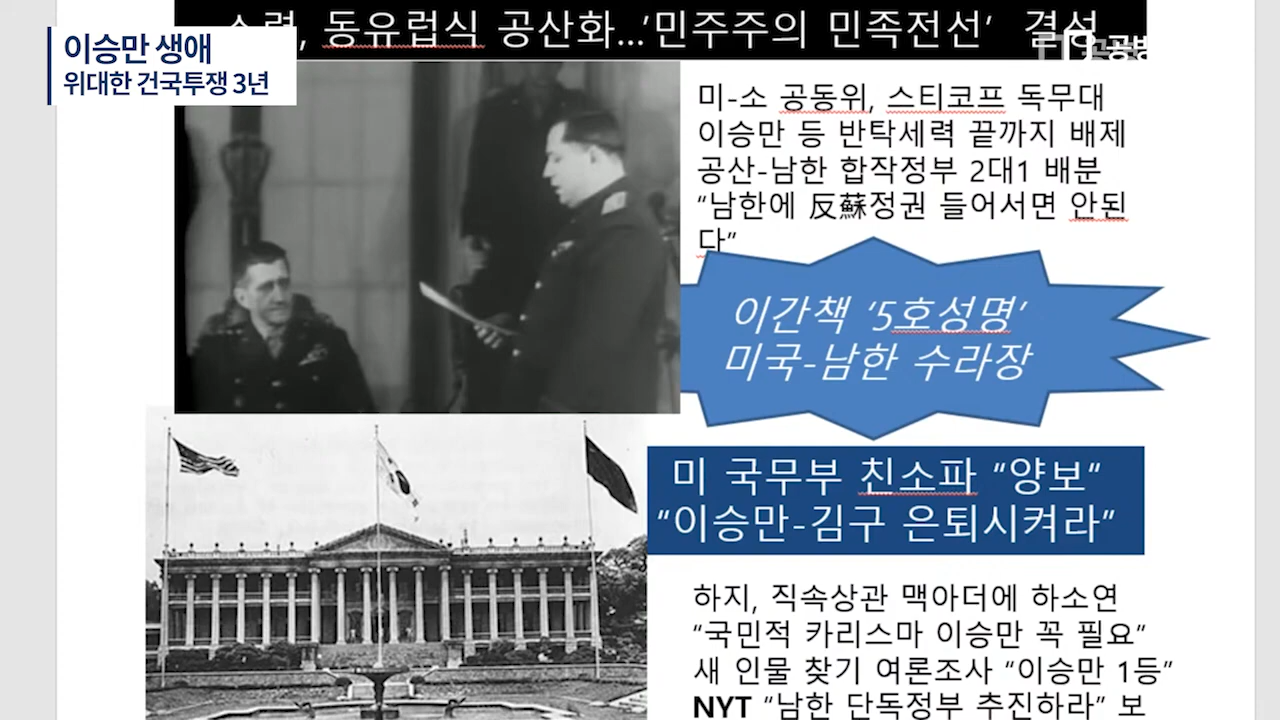 이승만 생애
위대한 건국투쟁 3년
동유럽식 공산화...'민주주의 민족전선' 결성
미-소 공동위, 스티코프 독무대
이승만 등 반탁세력 끝까지 배제
공산-남한 합작정부 2대1 배분
“남한에 反蘇정권 들어서면 안된
다”
이간책 ‘5호성명’
미국-남한 수라장
미 국무부 친소파 “양보”
“이승만-김구 은퇴시켜라”
하지, 직속상관 맥아더에 하소연
“국민적 카리스마 이승만 꼭 필요”
새 인물 찾기 여론조사 “이승만 1등”
NYT “남한 단독정부 추진하라” 보